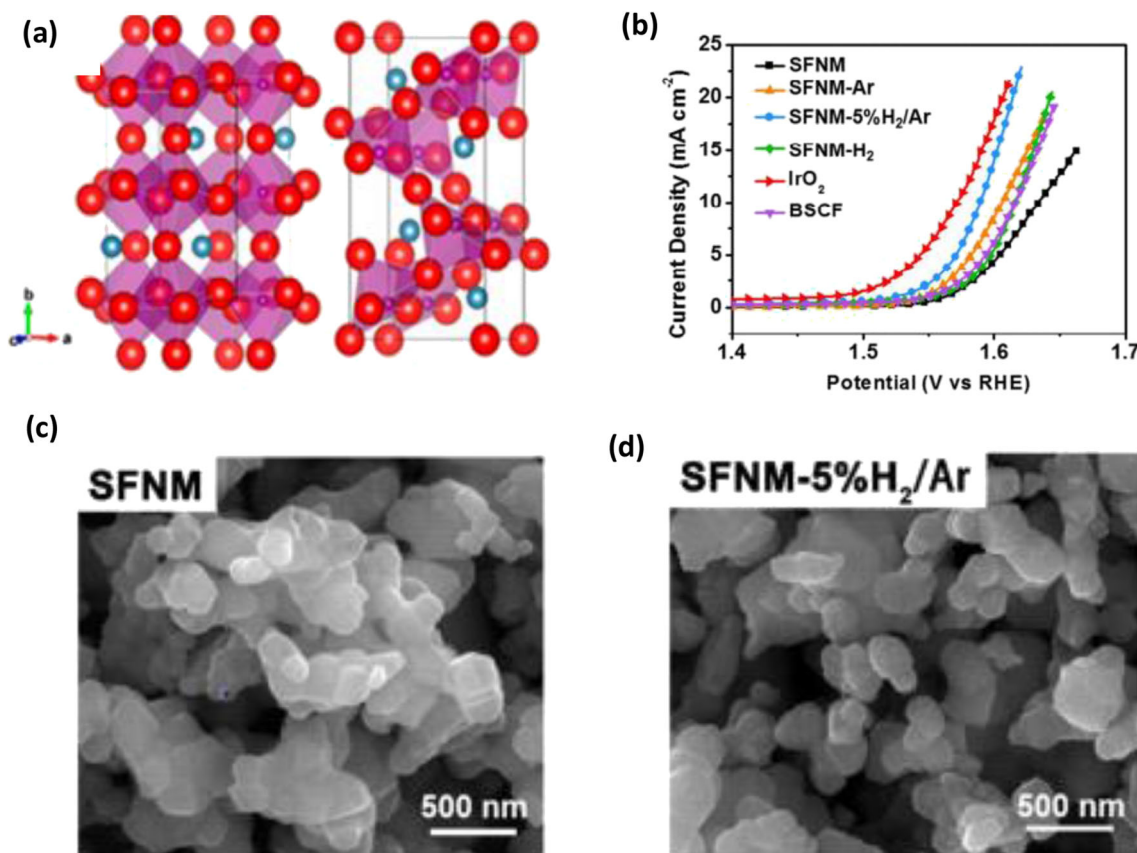 (a)
b
c
a
(b)
25
20
15
10
5
0
Current Density (mA cm⁻²)
SFNM
SFNM-Ar
SFNM-5%H₂/Ar
SFNM-H₂
IrO₂
BSCF
1.4 1.5 1.6 1.7
Potential (V vs RHE)
(c)
SFNM
500 nm
(d)
SFNM-5%H₂/Ar
500 nm